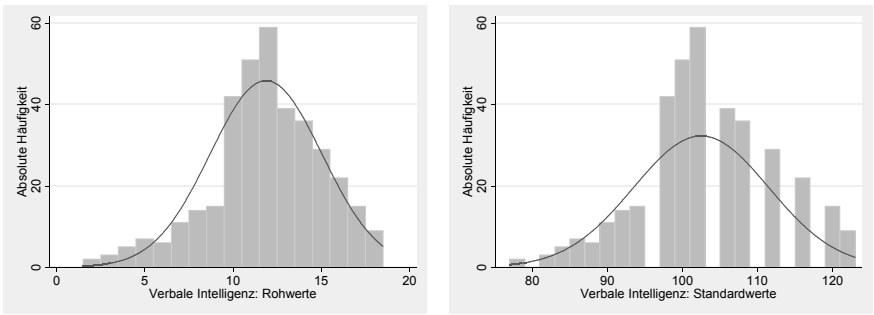 Absolute Häufigkeit
60
40
20
0
0 5 10 15 20
Verbale Intelligenz: Rohwerte
Absolute Häufigkeit
60
40
20
0
80 90 100 110 120
Verbale Intelligenz: Standardwerte